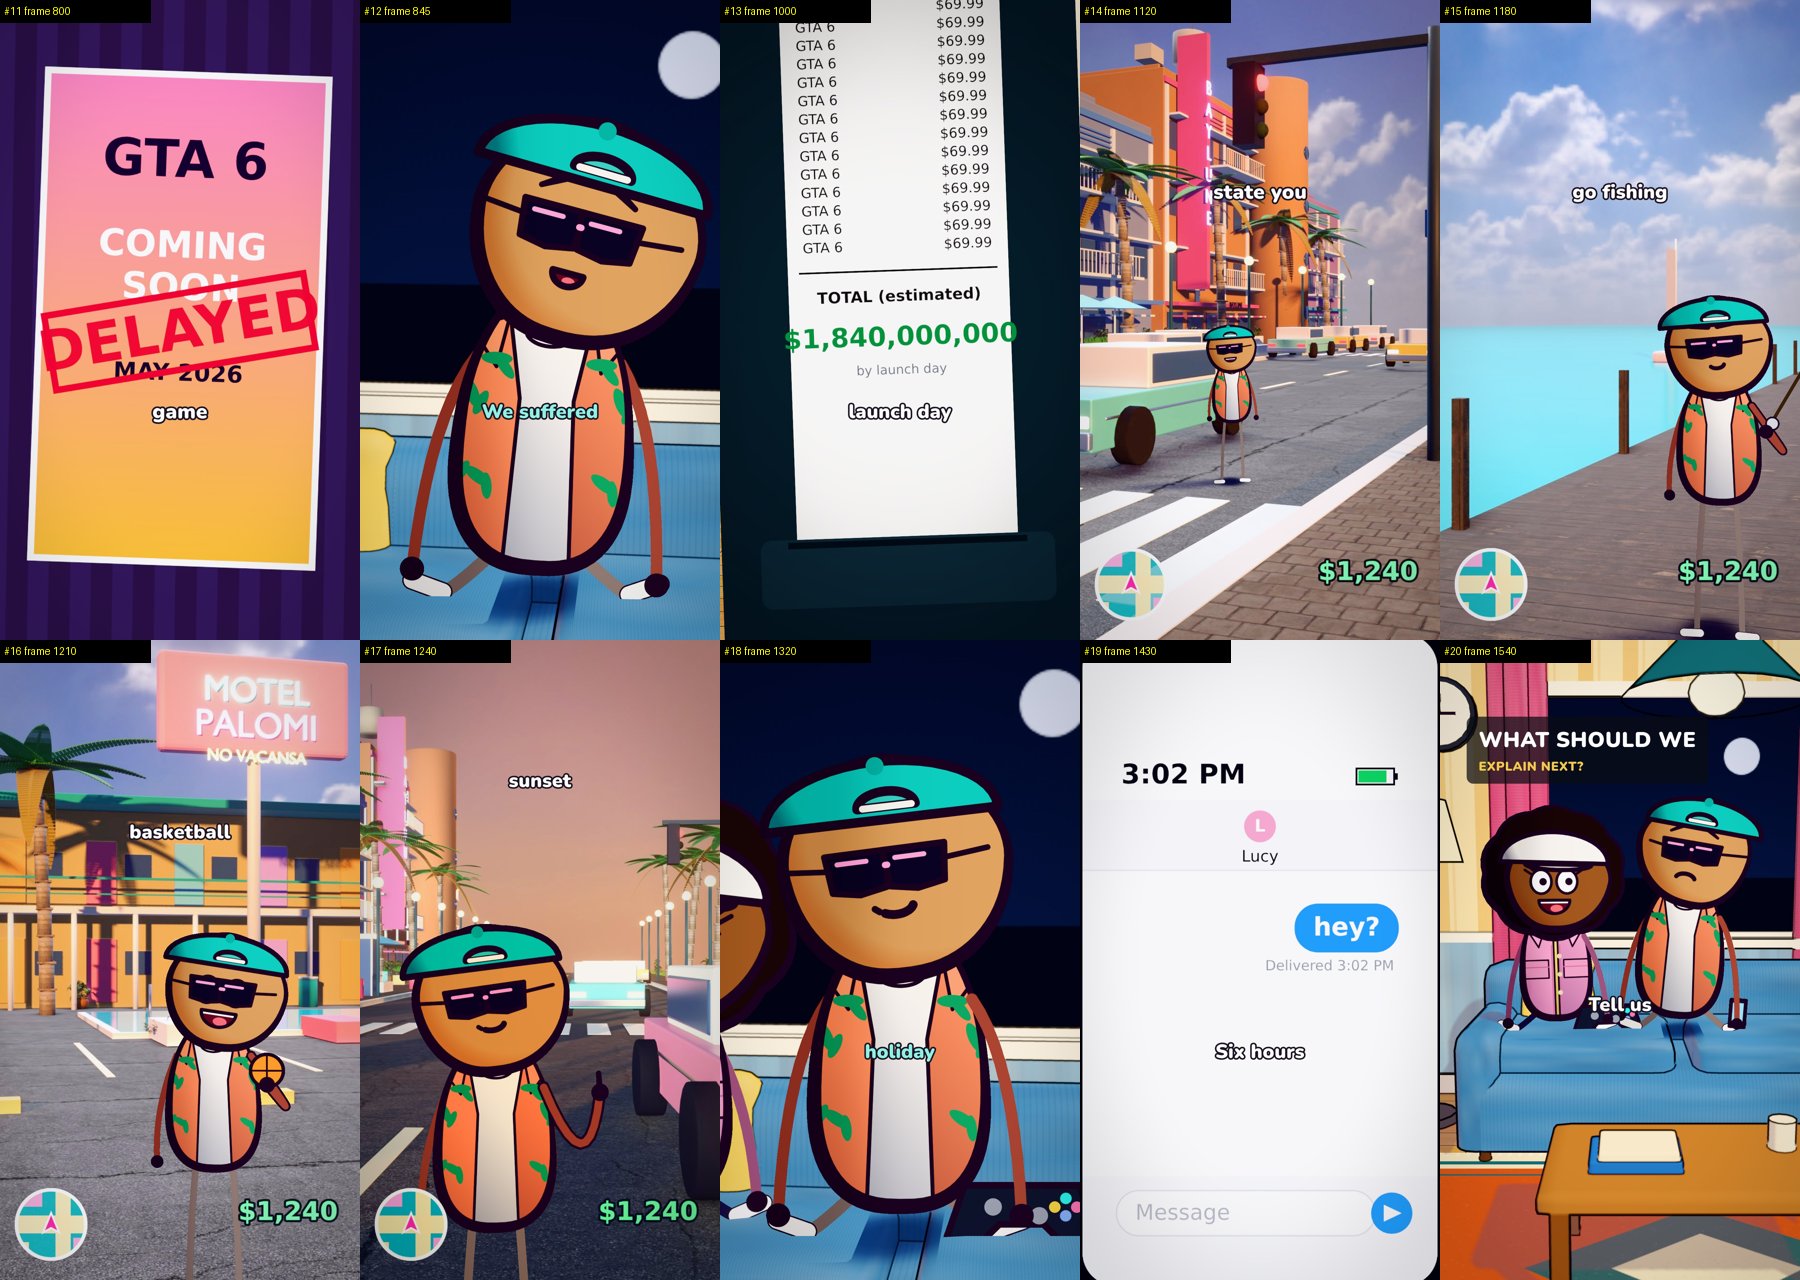 #11 frame 800
GTA 6
COMING
SOON
DELAYED
MAY 2026
game
#12 frame 845
We suffered
#13 frame 1000
$69.99
GTA 6 $69.99
GTA 6 $69.99
GTA 6 $69.99
GTA 6 $69.99
GTA 6 $69.99
GTA 6 $69.99
GTA 6 $69.99
GTA 6 $69.99
GTA 6 $69.99
GTA 6 $69.99
GTA 6 $69.99
GTA 6 $69.99
GTA 6 $69.99
TOTAL (estimated)
$1,840,000,000
by launch day
launch day
#14 frame 1120
state you
$1,240
#15 frame 1180
go fishing
$1,240
#16 frame 1210
MOTEL
PALOMI
NO VACANSA
basketball
$1,240
#17 frame 1240
sunset
$1,240
#18 frame 1320
holiday
#19 frame 1430
3:02 PM
L
Lucy
hey?
Delivered 3:02 PM
Six hours
Message
#20 frame 1540
WHAT SHOULD WE
EXPLAIN NEXT?
Tell us